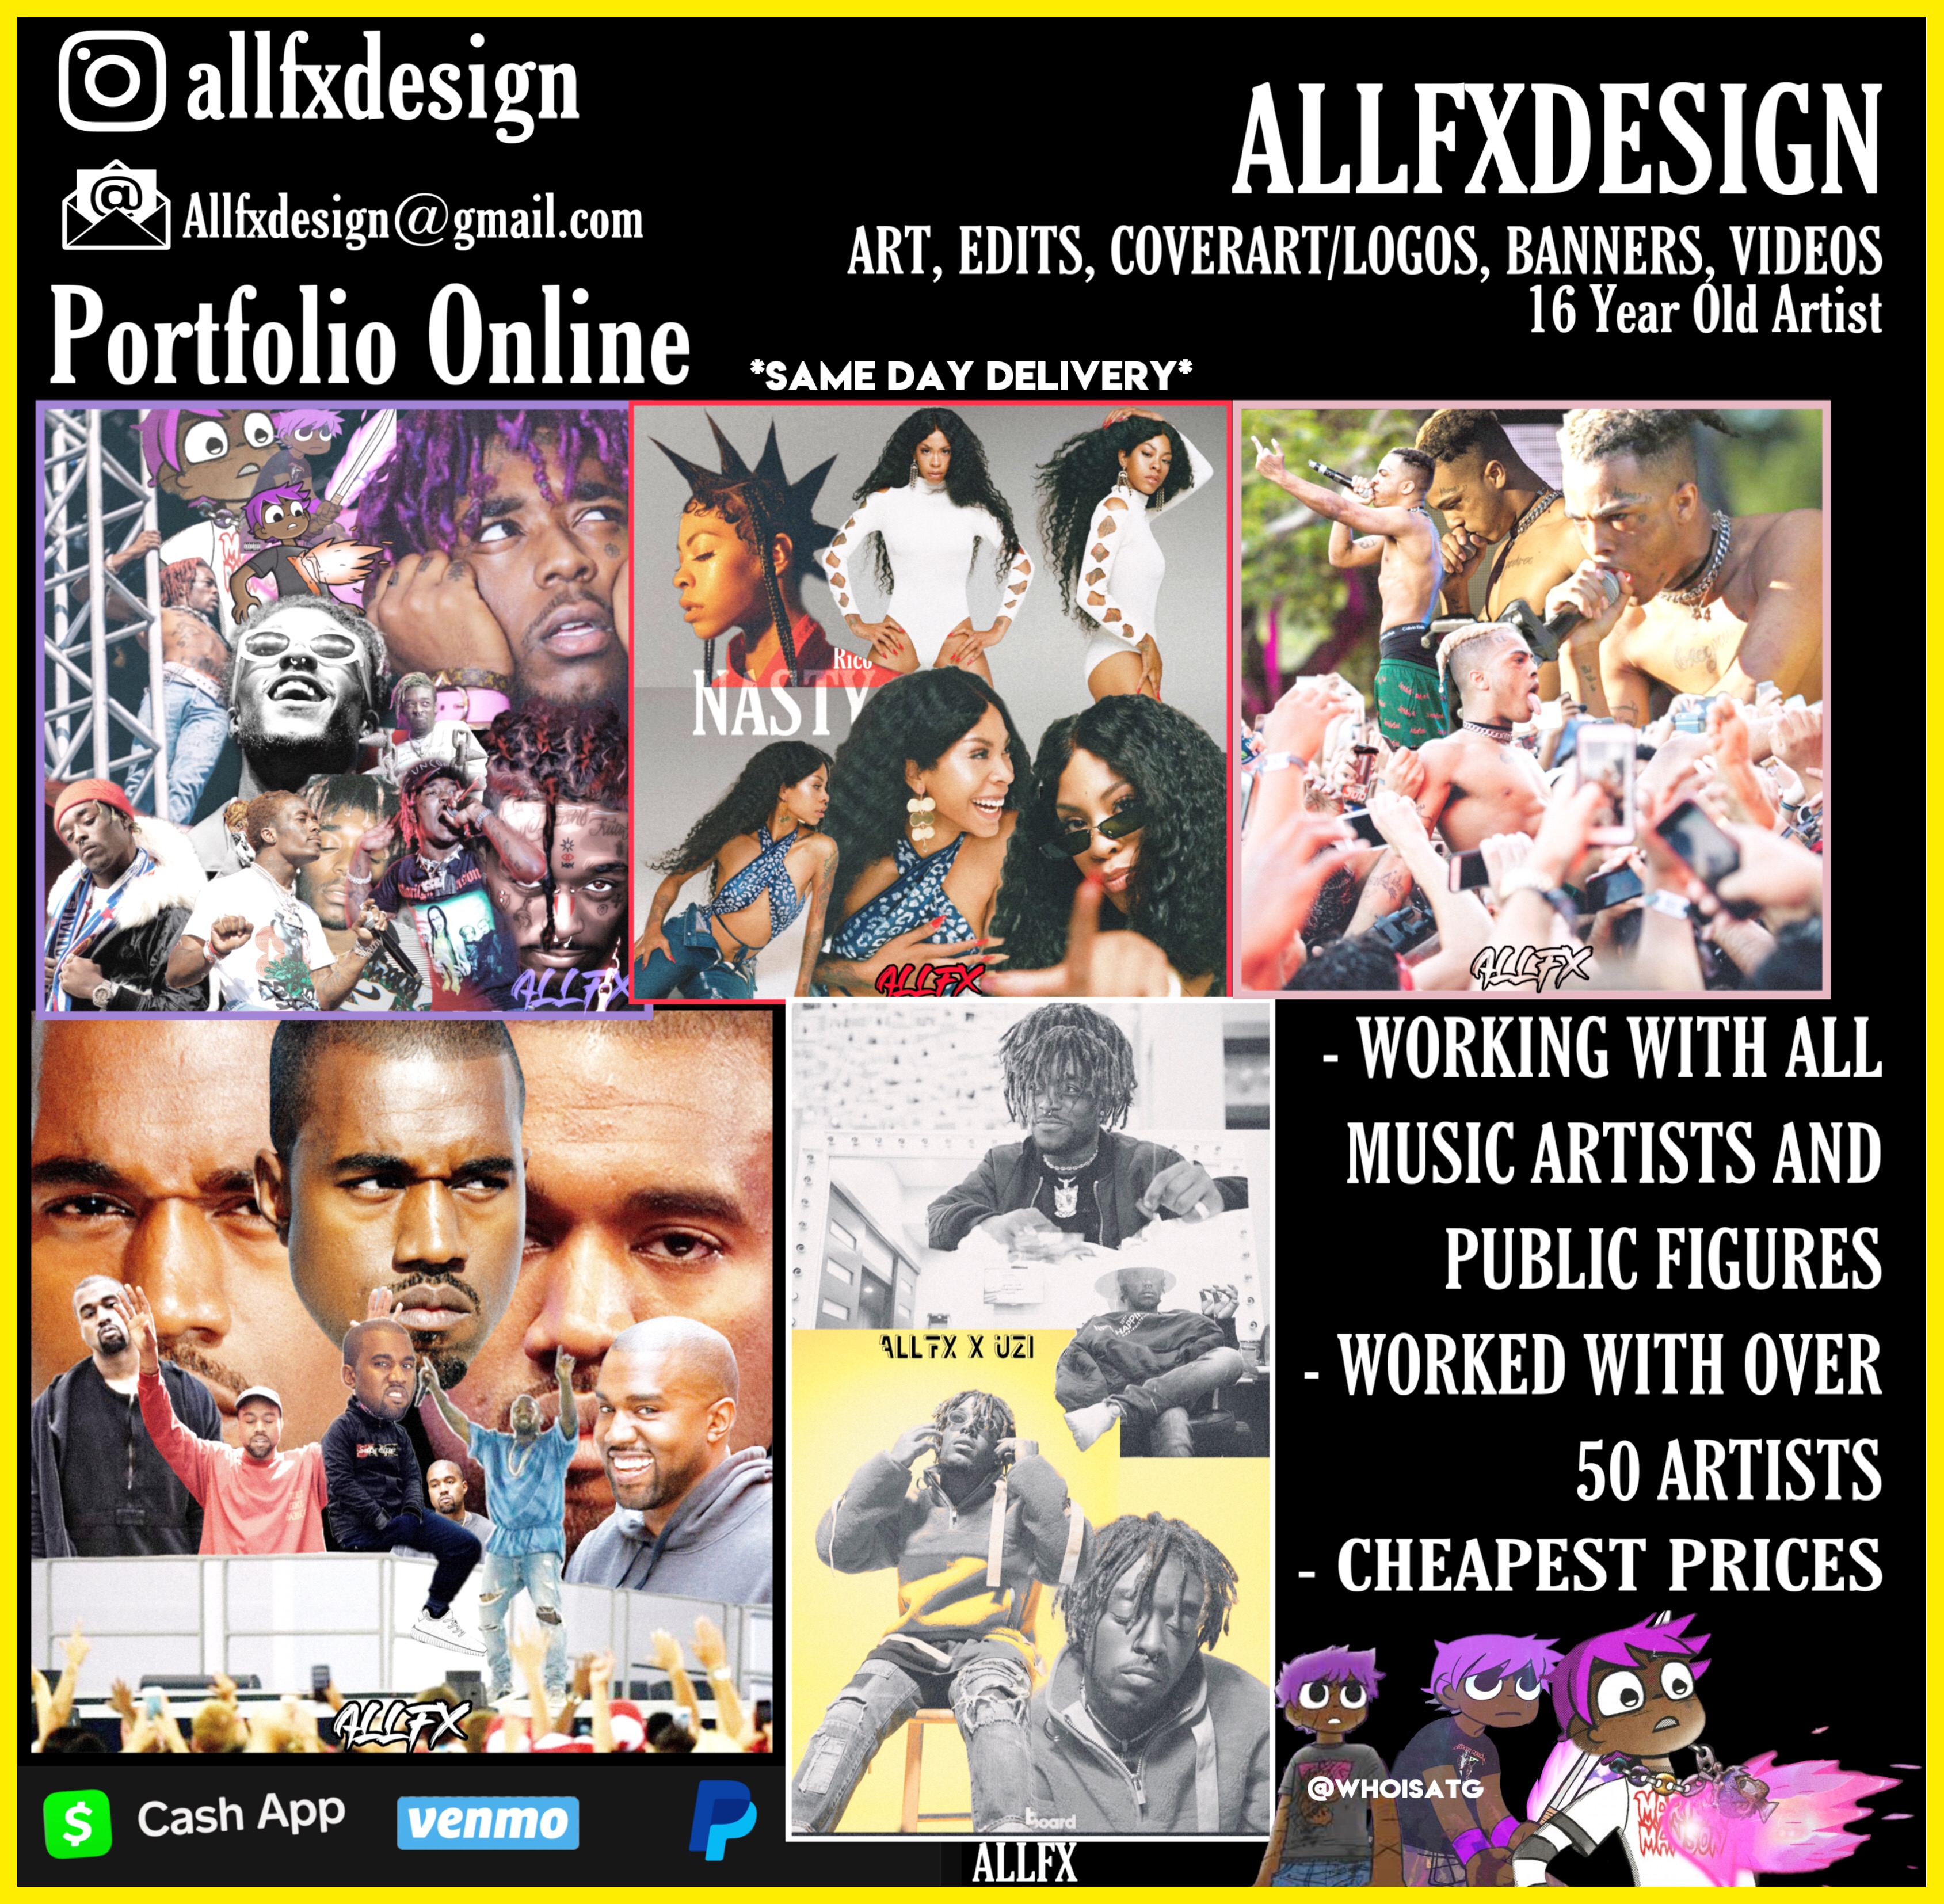 allfxdesign
Allfxdesign@gmail.com
Portfolio Online
ALLFXDESIGN
ART, EDITS, COVERART/LOGOS, BANNERS, VIDEOS
16 Year Old Artist
*SAME DAY DELIVERY*
Rico
NASTY
ALLFX
ALLFX
ALLFX
- WORKING WITH ALL
MUSIC ARTISTS AND
PUBLIC FIGURES
- WORKED WITH OVER
50 ARTISTS
- CHEAPEST PRICES
ALLFX X UZI
ALLFX
@WHOISATG
$ Cash App
venmo
board
ALLFX